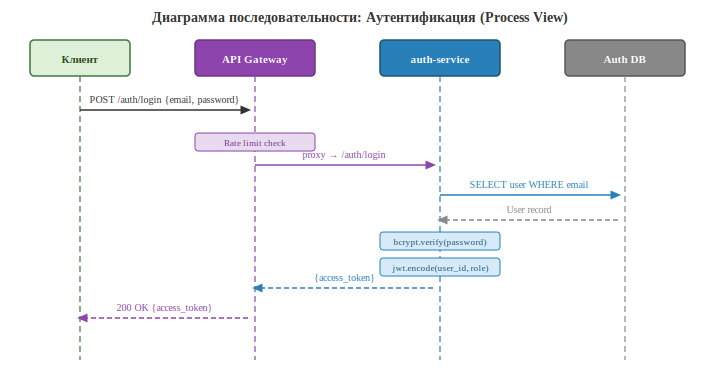 Диаграмма последовательности: Аутентификация (Process View)
Клиент
API Gateway
auth-service
Auth DB
POST /auth/login {email, password}
Rate limit check
proxy → /auth/login
SELECT user WHERE email
User record
bcrypt.verify(password)
jwt.encode(user_id, role)
{access_token}
200 OK {access_token}